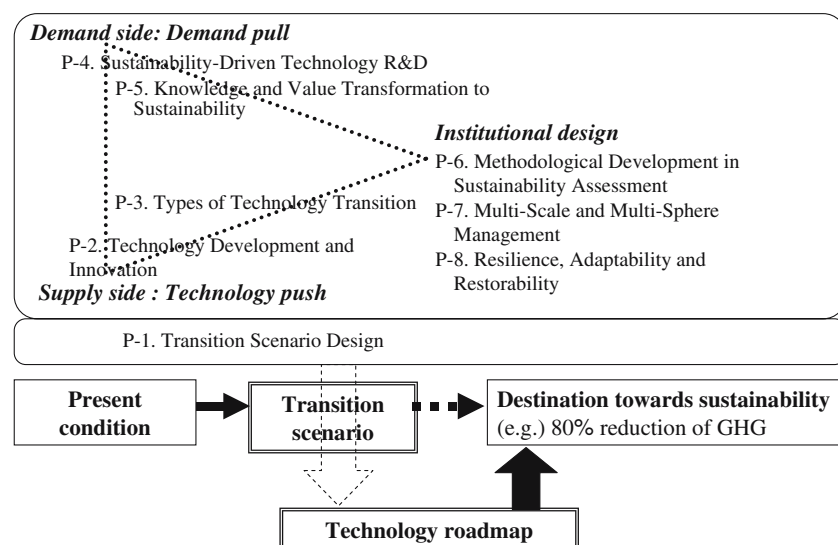 Demand side: Demand pull
P-4. Sustainability-Driven Technology R&D
P-5. Knowledge and Value Transformation to
Sustainability
Institutional design
P-6. Methodological Development in
Sustainability Assessment
P-3. Types of Technology Transition
P-7. Multi-Scale and Multi-Sphere
Management
P-2. Technology Development and
Innovation
P-8. Resilience, Adaptability and
Restorability
Supply side : Technology push
P-1. Transition Scenario Design
Present
condition
Transition
scenario
Destination towards sustainability
(e.g.) 80% reduction of GHG
Technology roadmap